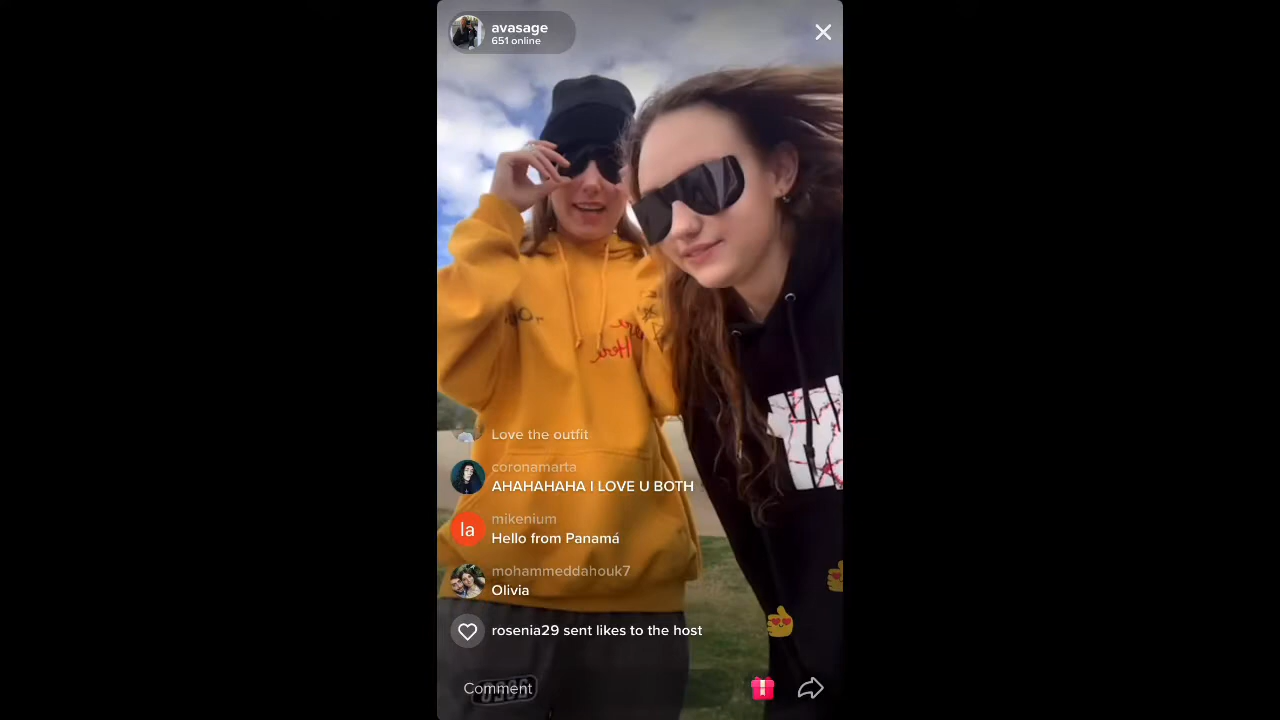 avasage
651 online
Love the outfit
coronamarta
AHAHAHAHA I LOVE U BOTH
mikenium
la
Hello from Panamá
mohammeddahouk7
Olivia
rosenia29 sent likes to the host
Comment